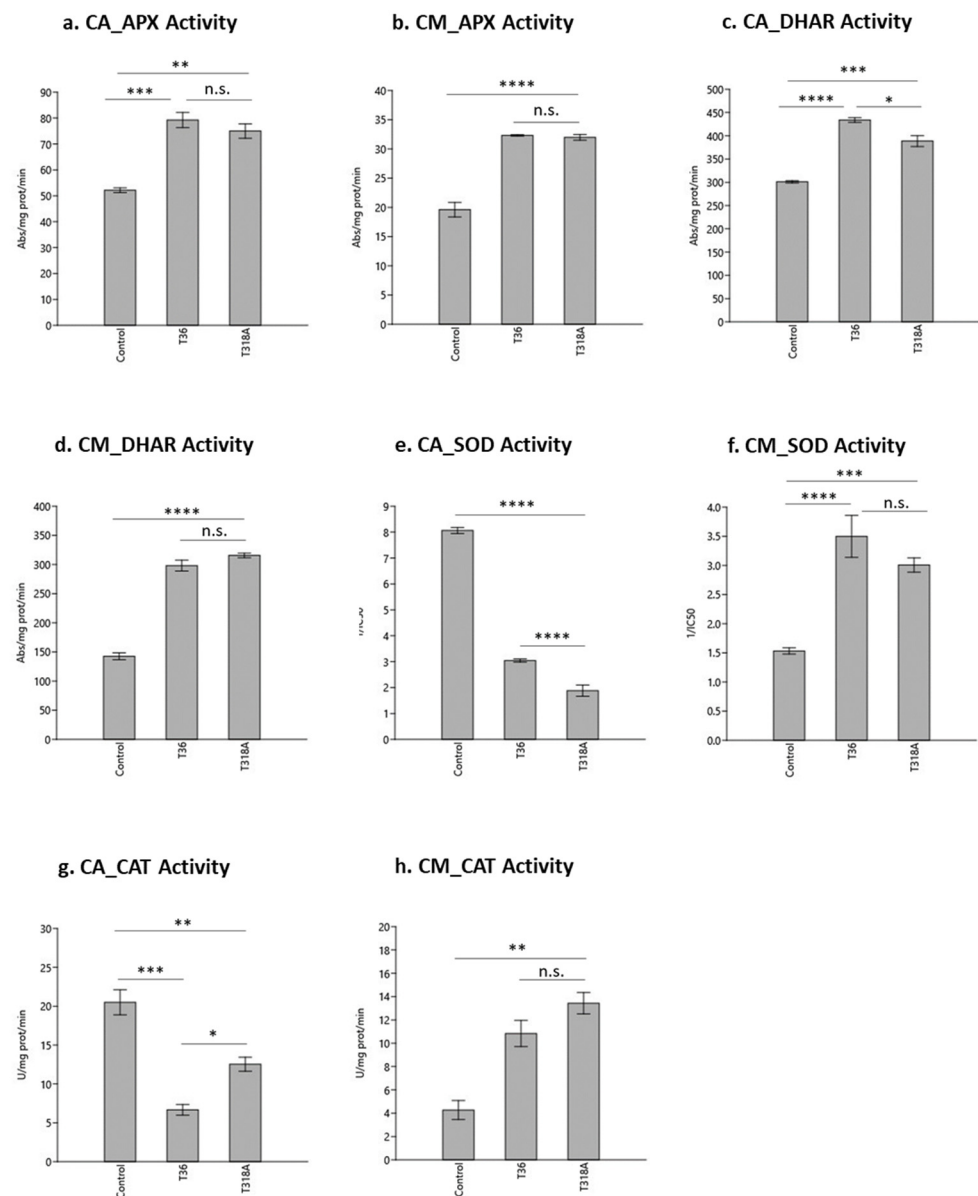 a. CA_APX Activity
b. CM_APX Activity
c. CA_DHAR Activity
**
***
n.s.
90
80
70
60
50
40
30
20
10
0
Abs/mg prot/min
Control
T36
T318A
****
n.s.
35
30
25
20
15
10
5
0
Abs/mg prot/min
Control
T36
T318A
***
****
*
500
450
400
350
300
250
200
150
100
50
0
Abs/mg prot/min
Control
T36
T318A
d. CM_DHAR Activity
e. CA_SOD Activity
f. CM_SOD Activity
****
n.s.
400
350
300
250
200
150
100
50
0
Abs/mg prot/min
Control
T36
T318A
****
****
9
8
7
6
5
4
3
2
1
0
Control
T36
T318A
***
****
n.s.
4.0
3.5
3.0
2.5
2.0
1.5
1.0
0.5
0.0
1/IC50
Control
T36
T318A
g. CA_CAT Activity
h. CM_CAT Activity
**
***
*
30
25
20
15
10
5
0
U/mg prot/min
Control
T36
T318A
**
n.s.
20
18
16
14
12
10
8
6
4
2
0
U/mg prot/min
Control
T36
T318A